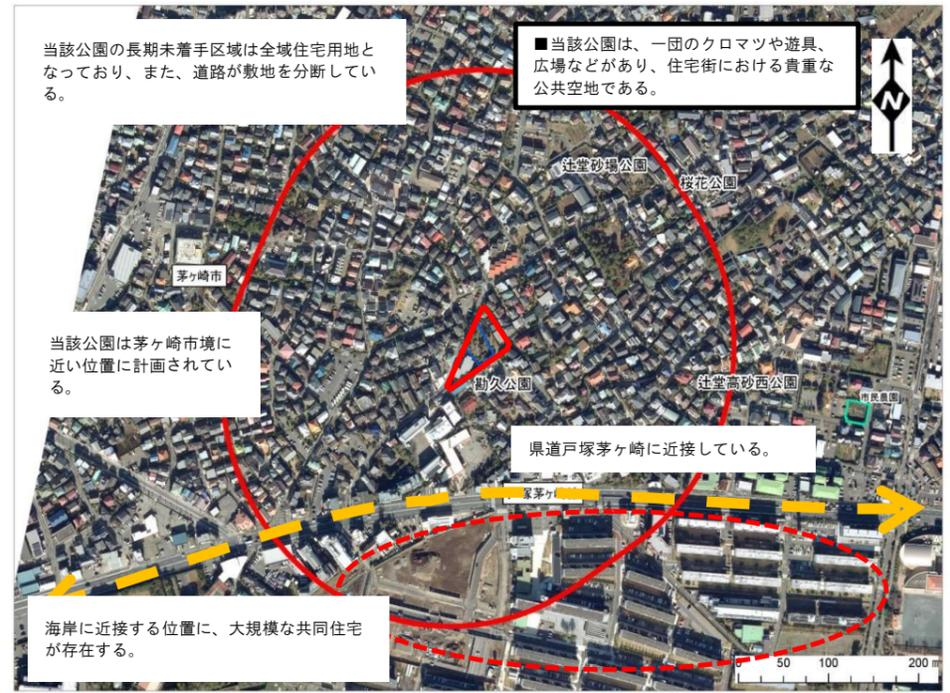 当該公園の長期未着手区域は全域住宅用地と
なっており、また、道路が敷地を分断してい
る。
■当該公園は、一団のクロマツや遊具、
広場などがあり、住宅街における貴重な
公共空地である。
N
辻堂砂場公園
桜花公園
茅ヶ崎市
当該公園は茅ヶ崎市境に
近い位置に計画されてい
る。
勘久公園
辻堂高砂西公園
市民農園
県道戸塚茅ヶ崎に近接している。
塚茅ヶ崎
海岸に近接する位置に、大規模な共同住宅
が存在する。
0 50 100 200 m